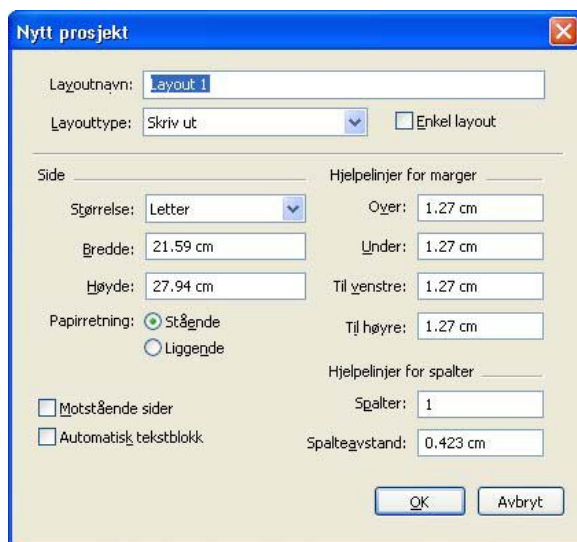 Nytt prosjekt
Layoutnavn: Layout 1
Layouttype: Skriv ut Enkel layout
Side
Størrelse: Letter
Bredde: 21.59 cm
Høyde: 27.94 cm
Papirretning: Stående
Liggende
Motstående sider
Automatisk tekstblokk
Hjelpelinjer for marger
Over: 1.27 cm
Under: 1.27 cm
Til venstre: 1.27 cm
Til høyre: 1.27 cm
Hjelpelinjer for spalter
Spalter: 1
Spalteavstand: 0.423 cm
OK Avbryt